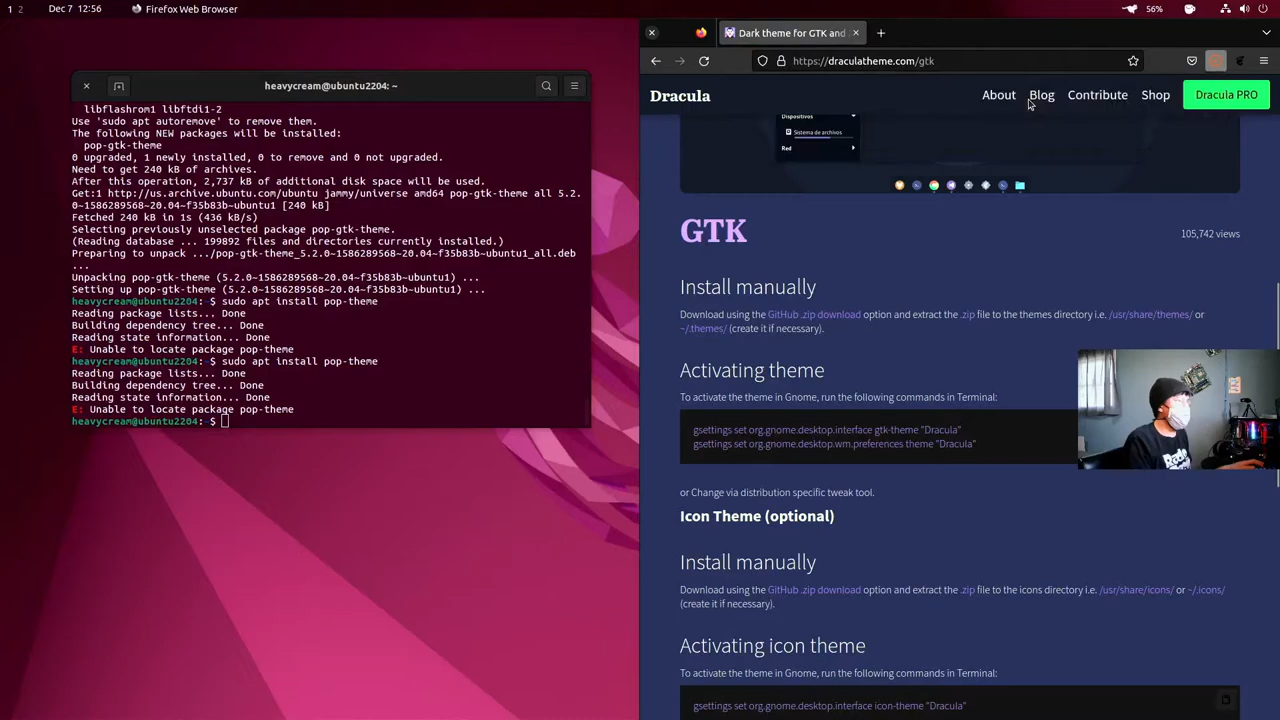 1 2
Dec 7 12:56
Firefox Web Browser
56%
heavycream@ubuntu2204: ~
libflashrom1 libftdi1-2
Use 'sudo apt autoremove' to remove them.
The following NEW packages will be installed:
pop-gtk-theme
0 upgraded, 1 newly installed, 0 to remove and 0 not upgraded.
Need to get 240 kB of archives.
After this operation, 2,737 kB of additional disk space will be used.
Get:1 http://us.archive.ubuntu.com/ubuntu jammy/universe amd64 pop-gtk-theme all 5.2.
0~1586289568~20.04~f35b83b~ubuntu1 [240 kB]
Fetched 240 kB in 1s (436 kB/s)
Selecting previously unselected package pop-gtk-theme.
(Reading database ... 199892 files and directories currently installed.)
Preparing to unpack .../pop-gtk-theme_5.2.0~1586289568~20.04~f35b83b~ubuntu1_all.deb
...
Unpacking pop-gtk-theme (5.2.0~1586289568~20.04~f35b83b~ubuntu1) ...
Setting up pop-gtk-theme (5.2.0~1586289568~20.04~f35b83b~ubuntu1) ...
heavycream@ubuntu2204:~$ sudo apt install pop-theme
Reading package lists... Done
Building dependency tree... Done
Reading state information... Done
E: Unable to locate package pop-theme
heavycream@ubuntu2204:~$ sudo apt install pop-theme
Reading package lists... Done
Building dependency tree... Done
Reading state information... Done
E: Unable to locate package pop-theme
heavycream@ubuntu2204:~$
Dark theme for GTK and
https://draculatheme.com/gtk
Dracula
About Blog Contribute Shop Dracula PRO
Dispositivos
Sistema de archivos
Red
GTK
105,742 views
Install manually
Download using the GitHub .zip download option and extract the .zip file to the themes directory i.e. /usr/share/themes/ or
~/.themes/ (create it if necessary).
Activating theme
To activate the theme in Gnome, run the following commands in Terminal:
gsettings set org.gnome.desktop.interface gtk-theme "Dracula"
gsettings set org.gnome.desktop.wm.preferences theme "Dracula"
or Change via distribution specific tweak tool.
Icon Theme (optional)
Install manually
Download using the GitHub .zip download option and extract the .zip file to the icons directory i.e. /usr/share/icons/ or ~/.icons/
(create it if necessary).
Activating icon theme
To activate the theme in Gnome, run the following commands in Terminal:
gsettings set org.gnome.desktop.interface icon-theme "Dracula"